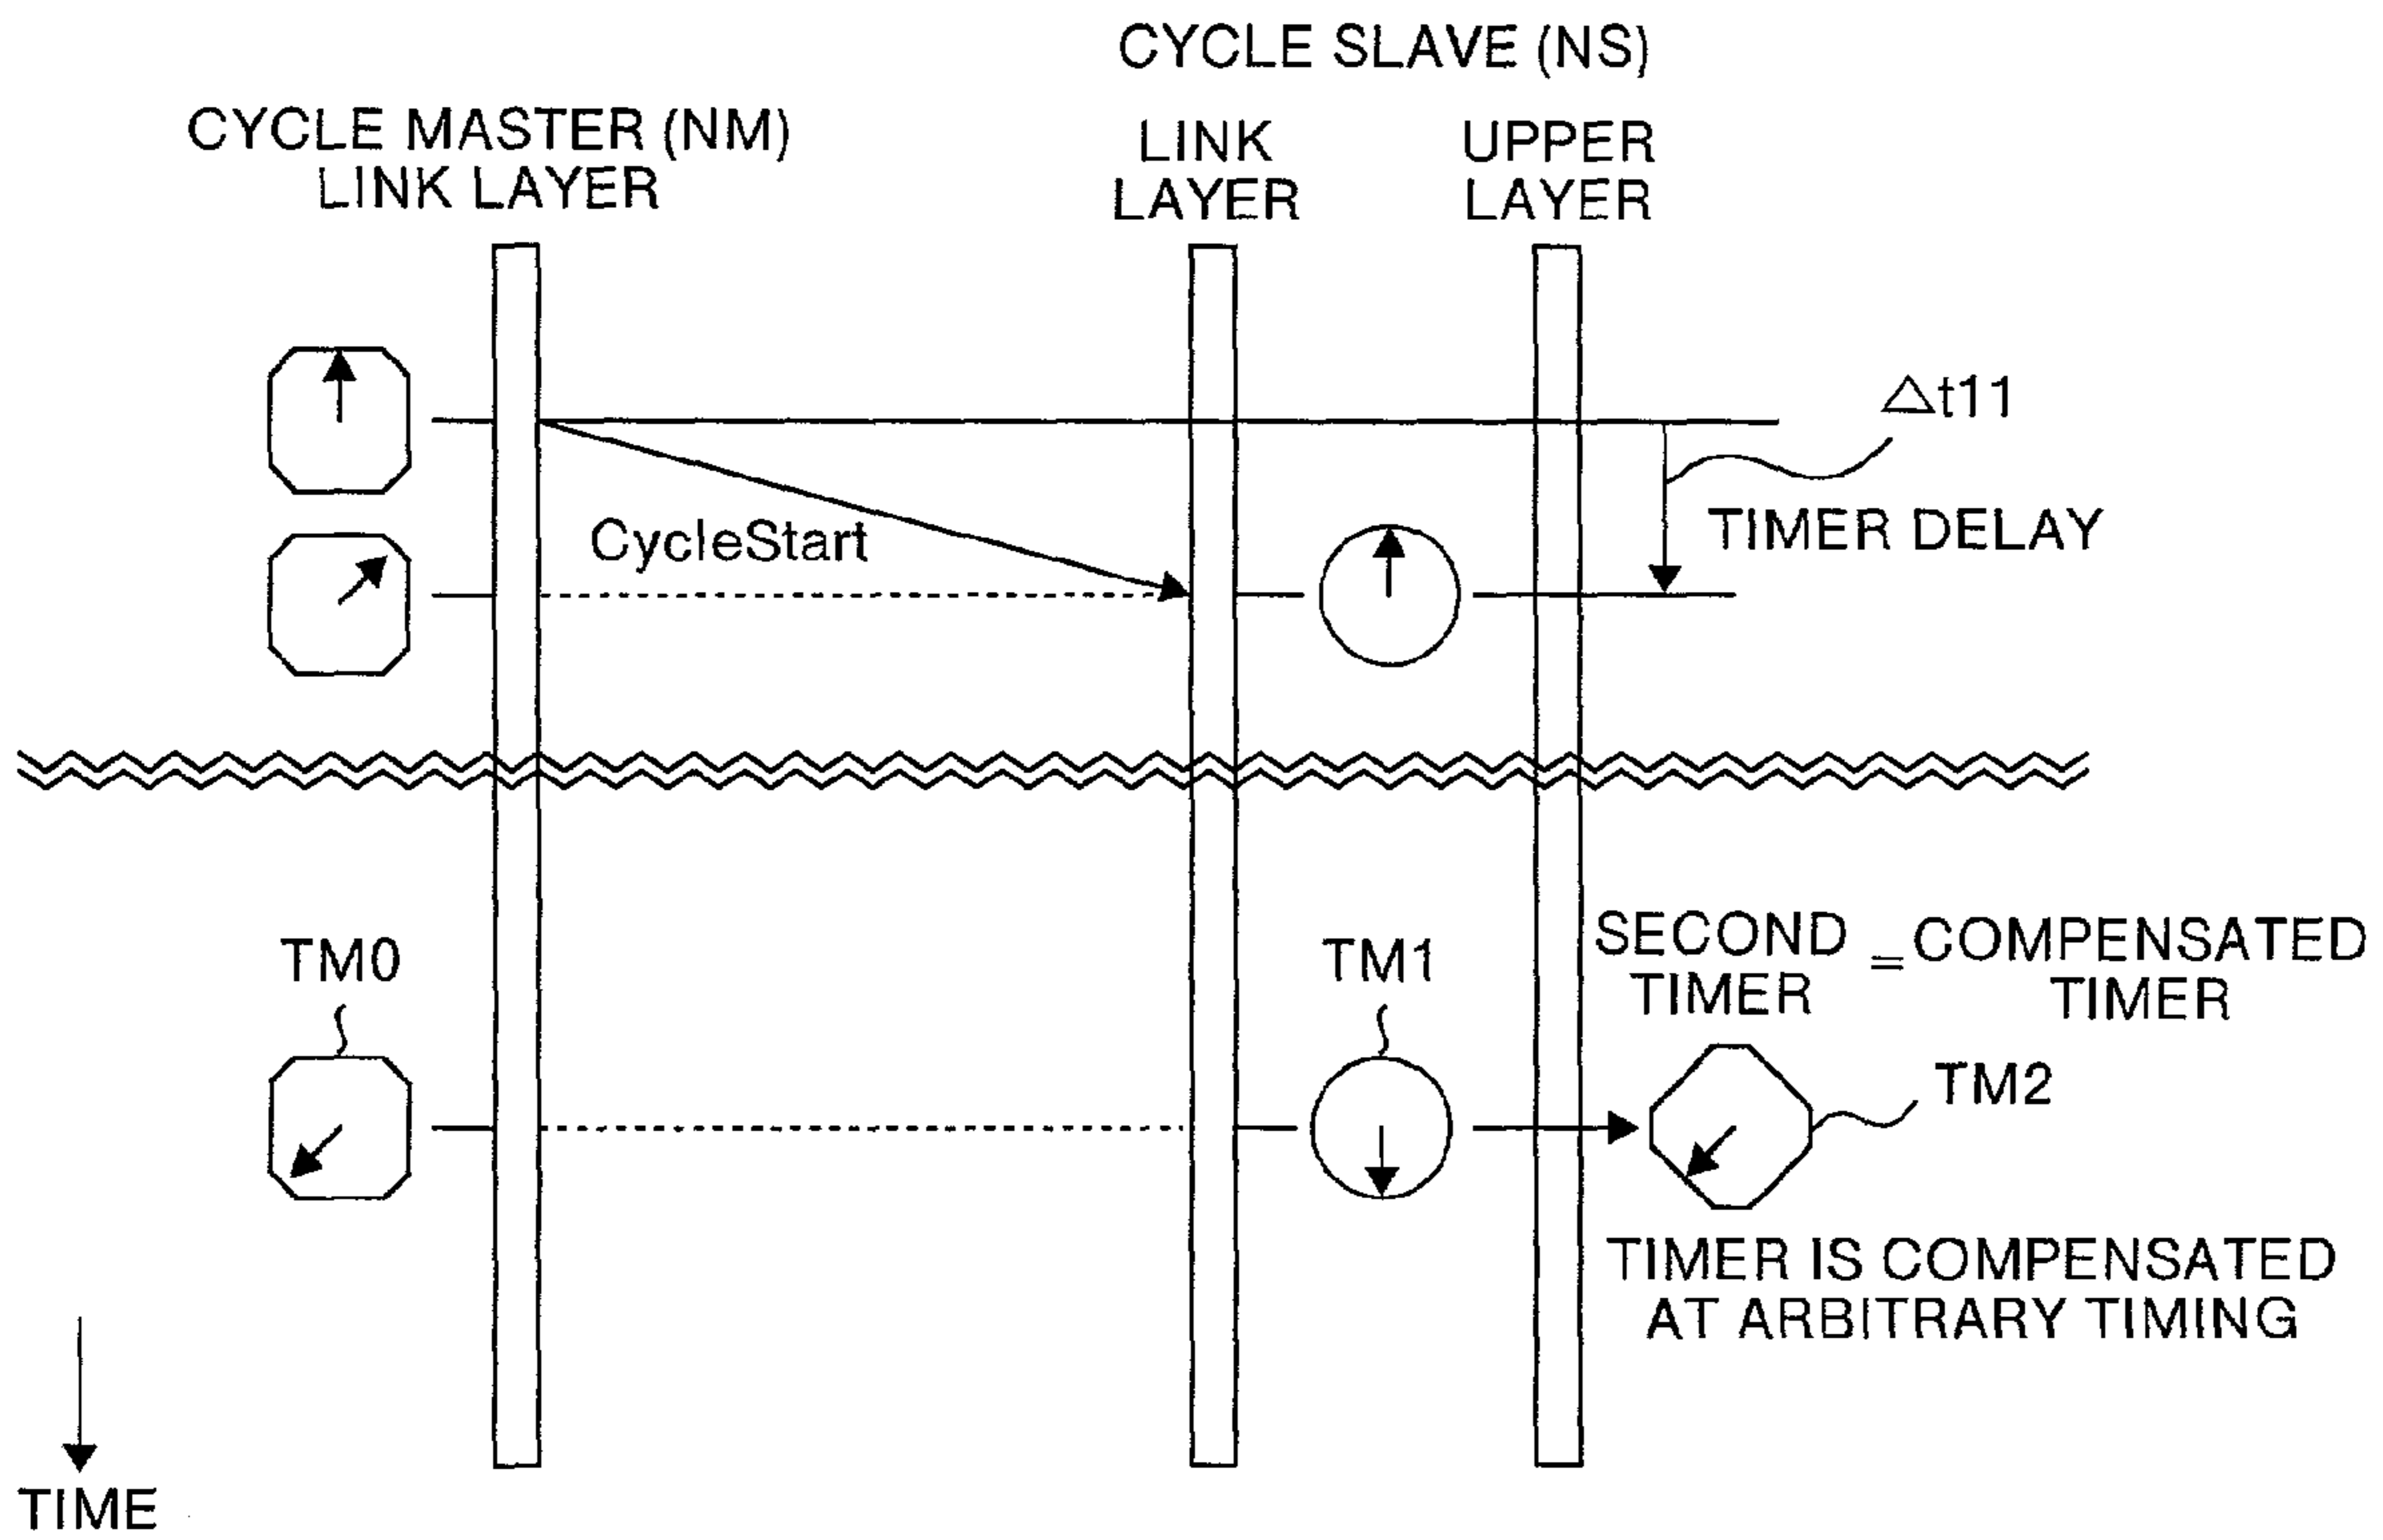 CYCLE SLAVE (NS)
CYCLE MASTER (NM)
LINK LAYER
LINK
LAYER
UPPER
LAYER
△t11
TIMER DELAY
CycleStart
TM0
TM1
SECOND
TIMER
=
COMPENSATED
TIMER
TM2
TIMER IS COMPENSATED
AT ARBITRARY TIMING
TIME